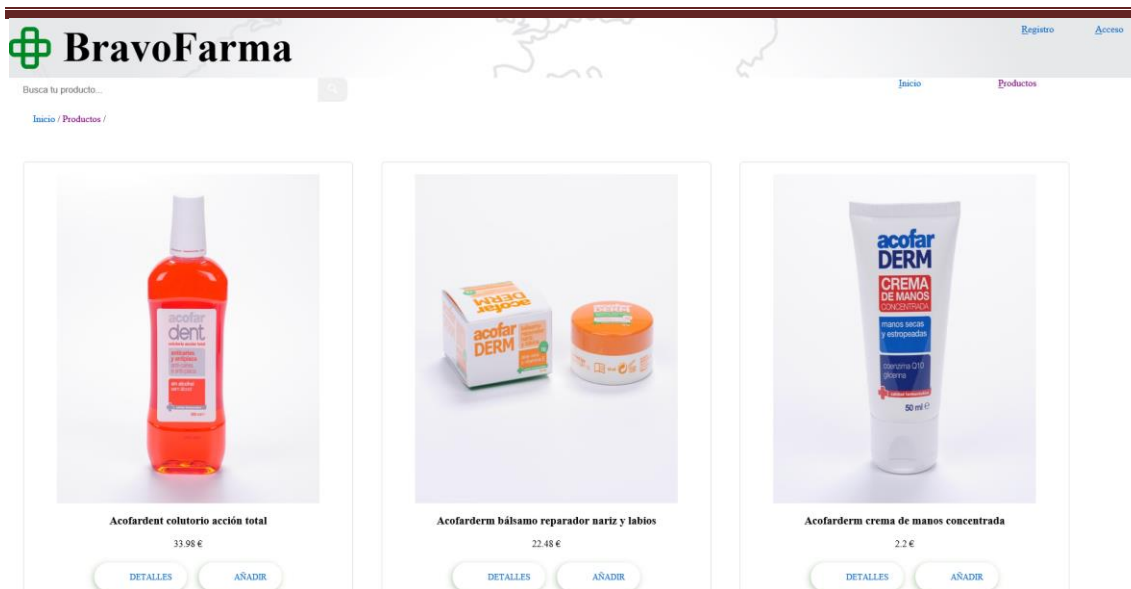 BravoFarma
Registro Acceso
Busca tu producto...
Inicio Productos
Inicio / Productos /
acofar
dent
sin alcohol
acofar
DERM
acofar
DERM
acofar
DERM
CREMA
DE MANOS
CONCENTRADA
manos secas
y estropeadas
coenzima Q10
glicerina
50 ml e
Acofardent colutorio acción total
33.98 €
DETALLES AÑADIR
Acofarderm bálsamo reparador nariz y labios
22.48 €
DETALLES AÑADIR
Acofarderm crema de manos concentrada
2.2 €
DETALLES AÑADIR